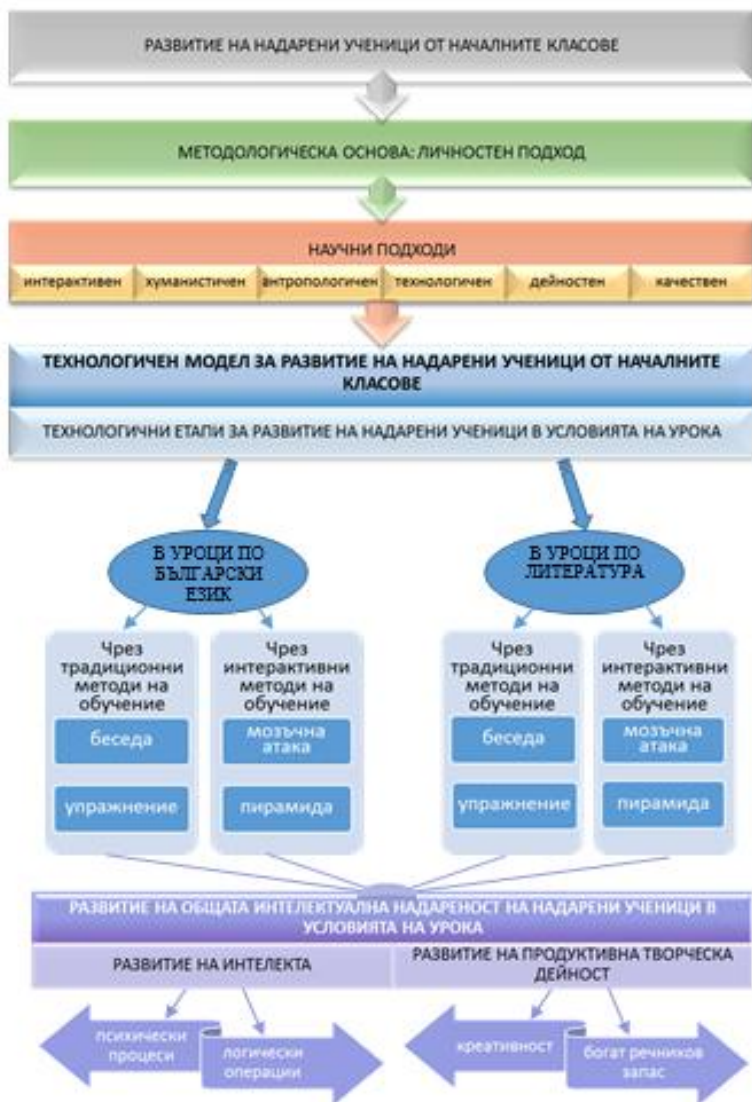 РАЗВИТИЕ НА НАДАРЕНИ УЧЕНИЦИ ОТ НАЧАЛНИТЕ КЛАСОВЕ
МЕТОДОЛОГИЧЕСКА ОСНОВА: ЛИЧНОСТЕН ПОДХОД
НАУЧНИ ПОДХОДИ
интерактивен
хуманистичен
антропологичен
технологичен
дейностен
качествен
ТЕХНОЛОГИЧЕН МОДЕЛ ЗА РАЗВИТИЕ НА НАДАРЕНИ УЧЕНИЦИ ОТ НАЧАЛНИТЕ
КЛАСОВЕ
ТЕХНОЛОГИЧНИ ЕТАПИ ЗА РАЗВИТИЕ НА НАДАРЕНИ УЧЕНИЦИ В УСЛОВИЯТА НА УРОКА
В УРОЦИ ПО
БЪЛГАРСКИ
ЕЗИК
В УРОЦИ ПО
ЛИТЕРАТУРА
Чрез
традиционни
методи на
обучение
беседа
упражнение
Чрез
интерактивни
методи на
обучение
мозъчна
атака
пирамида
Чрез
традиционни
методи на
обучение
беседа
упражнение
Чрез
интерактивни
методи на
обучение
мозъчна
атака
пирамида
РАЗВИТИЕ НА ОБЩАТА ИНТЕЛЕКТУАЛНА НАДАРЕНОСТ НА НАДАРЕНИ УЧЕНИЦИ В
УСЛОВИЯТА НА УРОКА
РАЗВИТИЕ НА ИНТЕЛЕКТА
РАЗВИТИЕ НА ПРОДУКТИВНА ТВОРЧЕСКА
ДЕЙНОСТ
психически
процеси
логически
операции
креативност
богат речников
запас